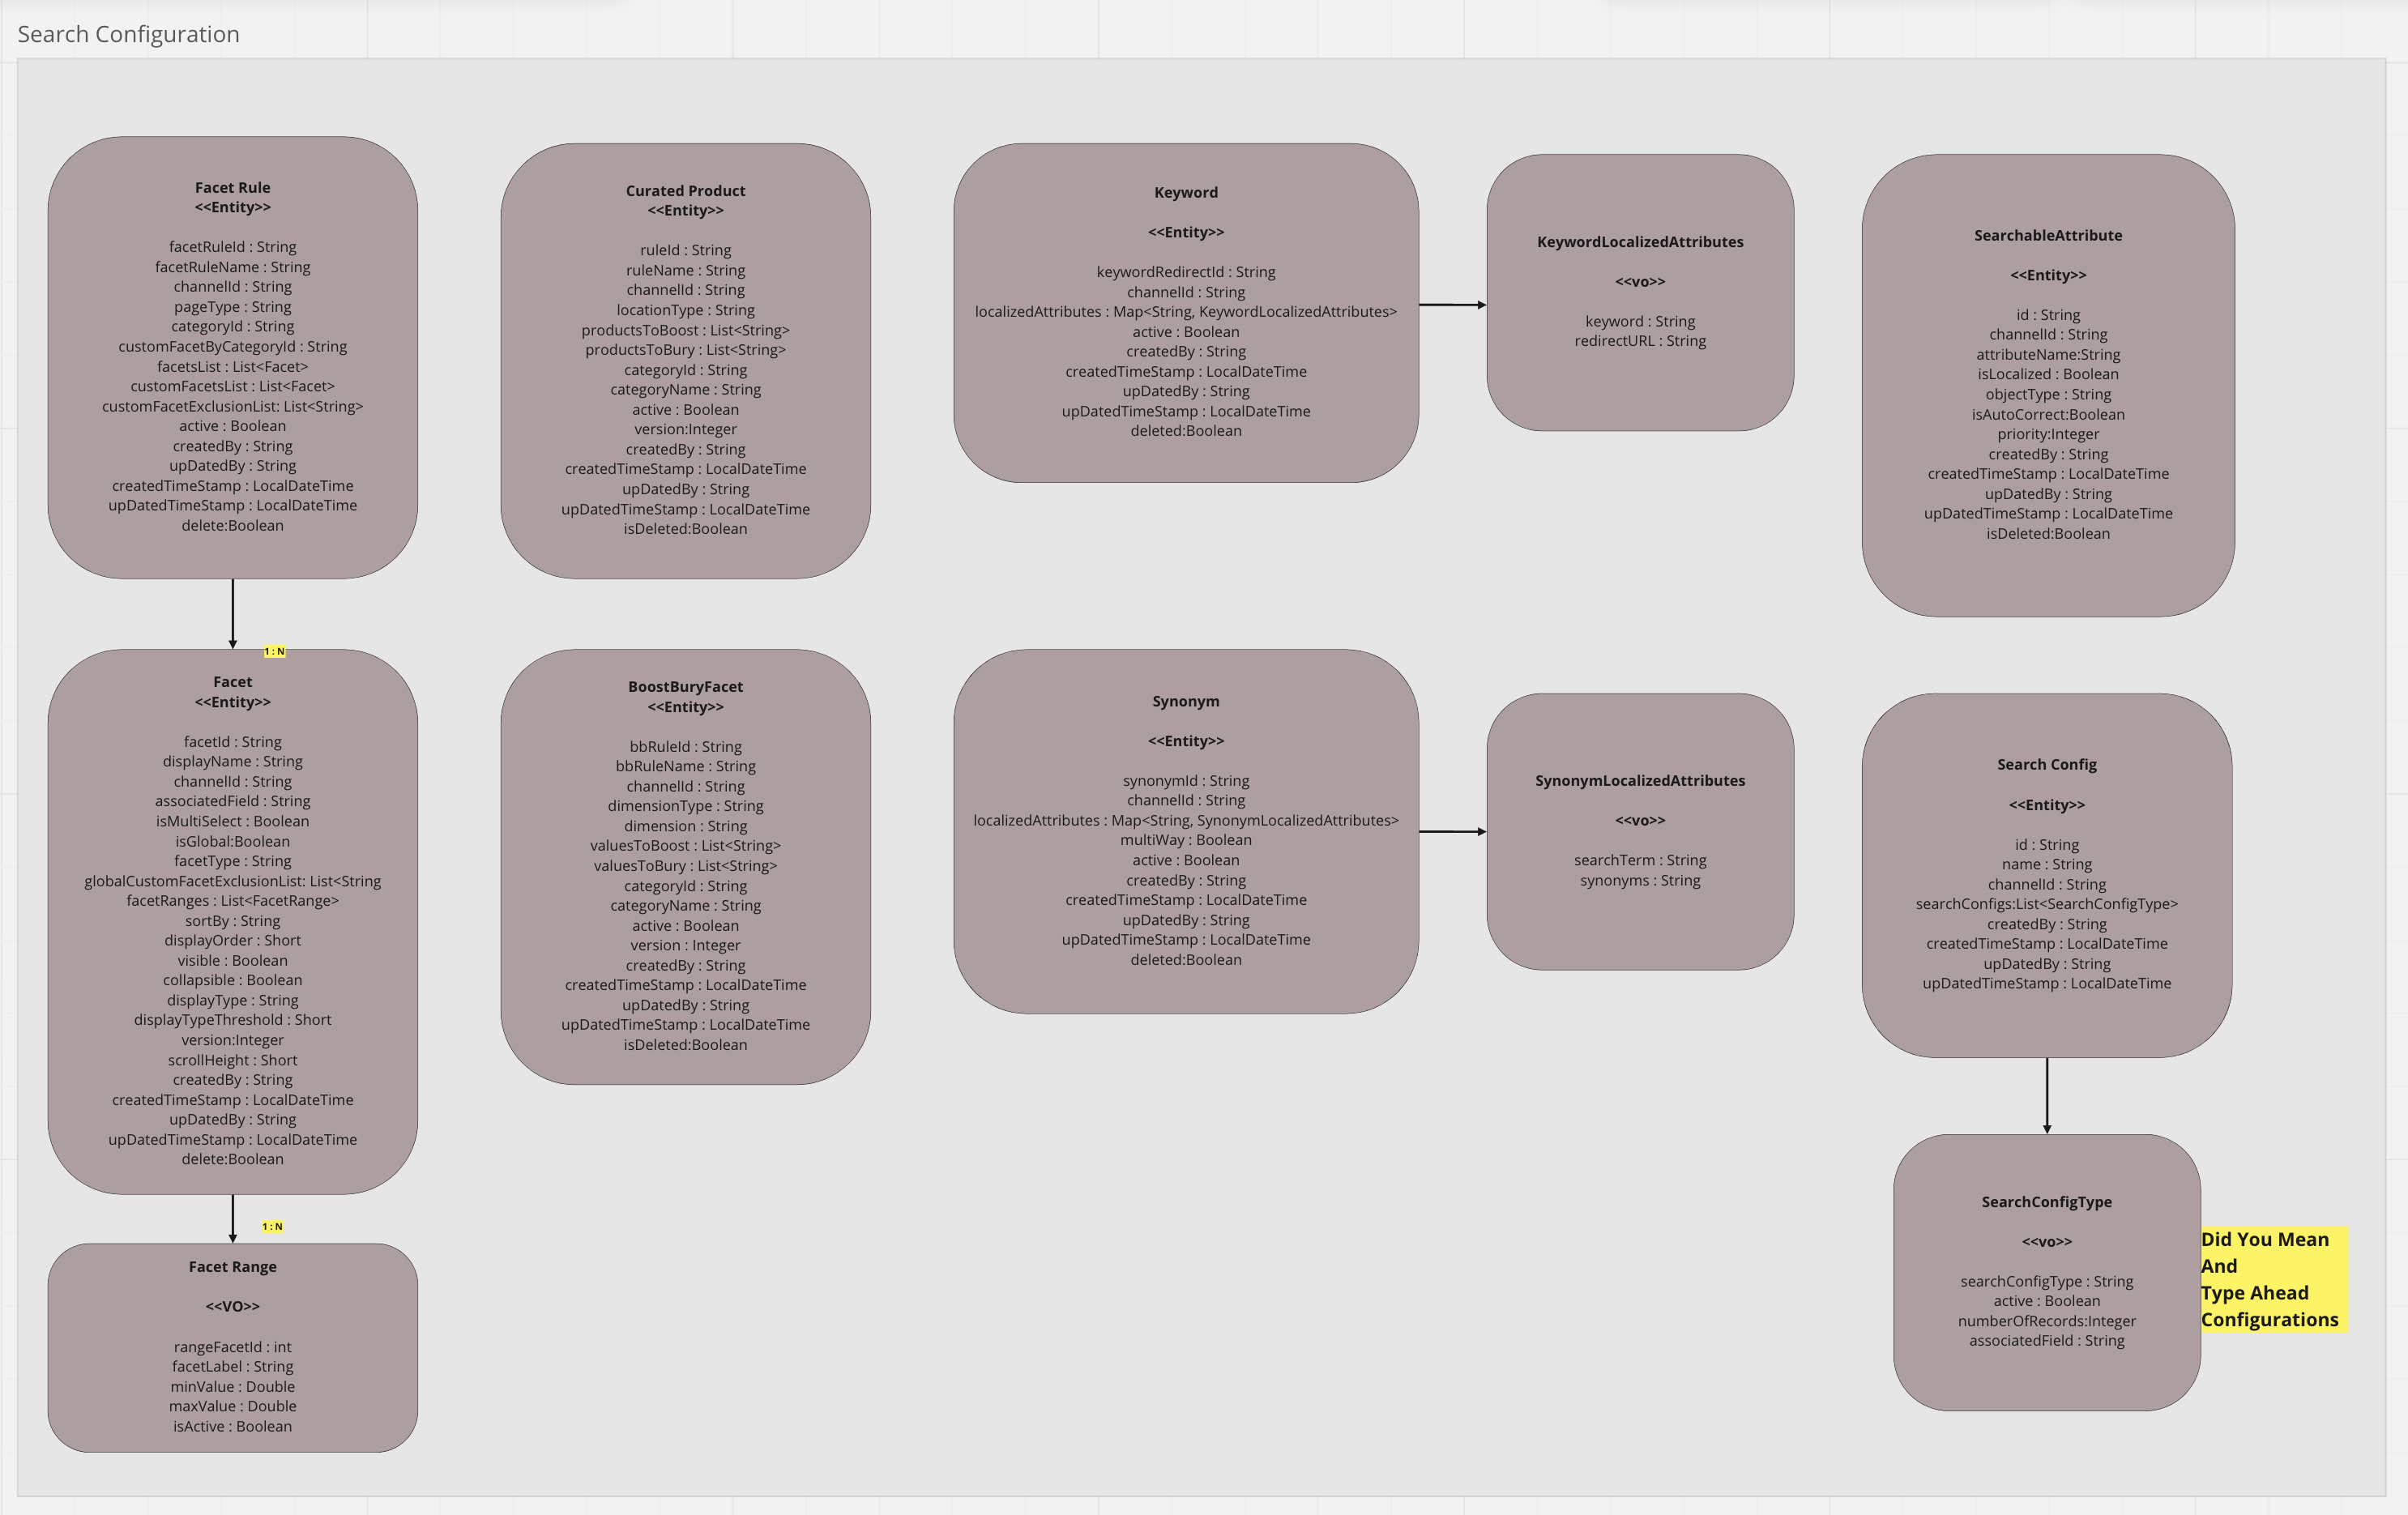 Search Configuration
Facet Rule
<<Entity>>
facetRuleId : String
facetRuleName : String
channelId : String
pageType : String
categoryId : String
customFacetByCategoryId : String
facetsList : List<Facet>
customFacetsList : List<Facet>
customFacetExclusionList: List<String>
active : Boolean
createdBy : String
upDatedBy : String
createdTimeStamp : LocalDateTime
upDatedTimeStamp : LocalDateTime
delete:Boolean
1 : N
Facet
<<Entity>>
facetId : String
displayName : String
channelId : String
associatedField : String
isMultiSelect : Boolean
isGlobal:Boolean
facetType : String
globalCustomFacetExclusionList: List<String
facetRanges : List<FacetRange>
sortBy : String
displayOrder : Short
visible : Boolean
collapsible : Boolean
displayType : String
displayTypeThreshold : Short
version:Integer
scrollHeight : Short
createdBy : String
createdTimeStamp : LocalDateTime
upDatedBy : String
upDatedTimeStamp : LocalDateTime
delete:Boolean
1 : N
Facet Range
<<VO>>
rangeFacetId : int
facetLabel : String
minValue : Double
maxValue : Double
isActive : Boolean
Curated Product
<<Entity>>
ruleId : String
ruleName : String
channelId : String
locationType : String
productsToBoost : List<String>
productsToBury : List<String>
categoryId : String
categoryName : String
active : Boolean
version:Integer
createdBy : String
createdTimeStamp : LocalDateTime
upDatedBy : String
upDatedTimeStamp : LocalDateTime
isDeleted:Boolean
BoostBuryFacet
<<Entity>>
bbRuleId : String
bbRuleName : String
channelId : String
dimensionType : String
dimension : String
valuesToBoost : List<String>
valuesToBury : List<String>
categoryId : String
categoryName : String
active : Boolean
version : Integer
createdBy : String
createdTimeStamp : LocalDateTime
upDatedBy : String
upDatedTimeStamp : LocalDateTime
isDeleted:Boolean
Keyword
<<Entity>>
keywordRedirectId : String
channelId : String
localizedAttributes : Map<String, KeywordLocalizedAttributes>
active : Boolean
createdBy : String
createdTimeStamp : LocalDateTime
upDatedBy : String
upDatedTimeStamp : LocalDateTime
deleted:Boolean
KeywordLocalizedAttributes
<<vo>>
keyword : String
redirectURL : String
Synonym
<<Entity>>
synonymId : String
channelId : String
localizedAttributes : Map<String, SynonymLocalizedAttributes>
multiWay : Boolean
active : Boolean
createdBy : String
createdTimeStamp : LocalDateTime
upDatedBy : String
upDatedTimeStamp : LocalDateTime
deleted:Boolean
SynonymLocalizedAttributes
<<vo>>
searchTerm : String
synonyms : String
SearchableAttribute
<<Entity>>
id : String
channelId : String
attributeName:String
isLocalized : Boolean
objectType : String
isAutoCorrect:Boolean
priority:Integer
createdBy : String
createdTimeStamp : LocalDateTime
upDatedBy : String
upDatedTimeStamp : LocalDateTime
isDeleted:Boolean
Search Config
<<Entity>>
id : String
name : String
channelId : String
searchConfigs:List<SearchConfigType>
createdBy : String
createdTimeStamp : LocalDateTime
upDatedBy : String
upDatedTimeStamp : LocalDateTime
SearchConfigType
<<vo>>
searchConfigType : String
active : Boolean
numberOfRecords:Integer
associatedField : String
Did You Mean
And
Type Ahead
Configurations